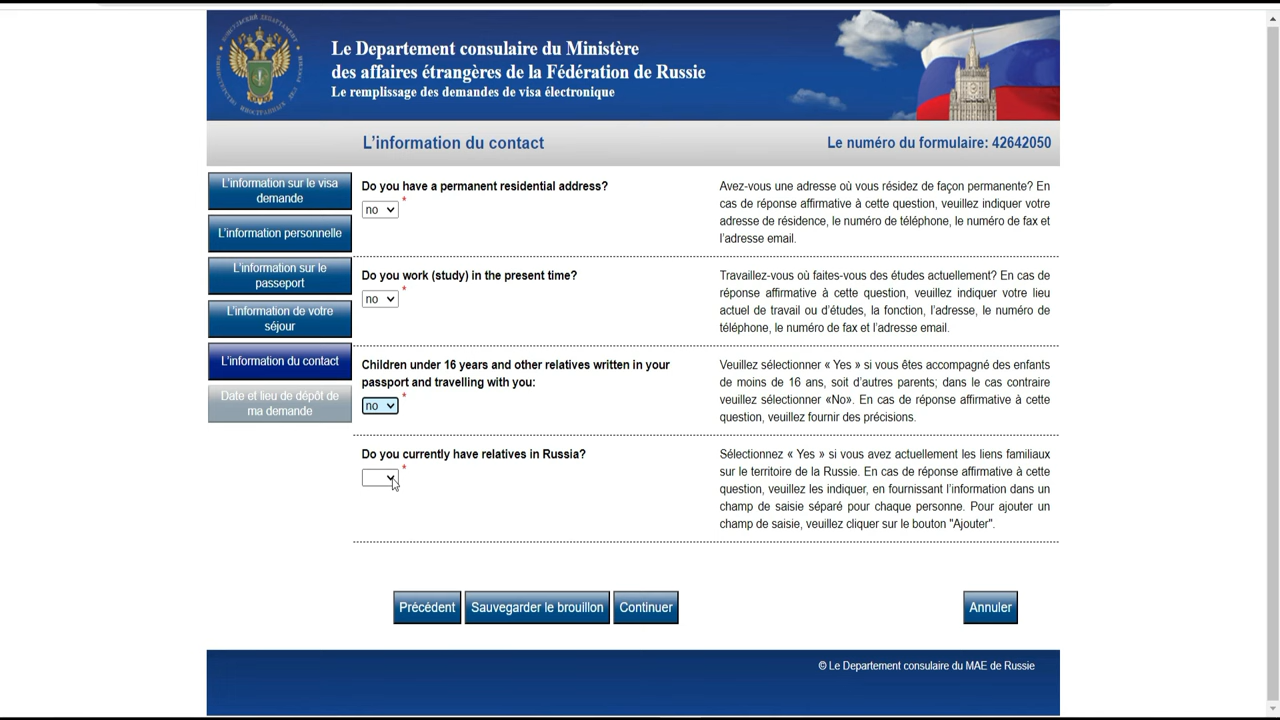 Le Departement consulaire du Ministère
des affaires étrangères de la Fédération de Russie
Le remplissage des demandes de visa électronique
L'information du contact
Le numéro du formulaire: 42642050
L'information sur le visa
demande
L'information personnelle
L'information sur le
passeport
L'information de votre
séjour
L'information du contact
Date et lieu de dépôt de
ma demande
Do you have a permanent residential address?
no *
Avez-vous une adresse où vous résidez de façon permanente? En
cas de réponse affirmative à cette question, veuillez indiquer votre
adresse de résidence, le numéro de téléphone, le numéro de fax et
l'adresse email.
Do you work (study) in the present time?
no *
Travaillez-vous où faites-vous des études actuellement? En cas de
réponse affirmative à cette question, veuillez indiquer votre lieu
actuel de travail ou d'études, la fonction, l'adresse, le numéro de
téléphone, le numéro de fax et l'adresse email.
Children under 16 years and other relatives written in your
passport and travelling with you:
no *
Veuillez sélectionner « Yes » si vous êtes accompagné des enfants
de moins de 16 ans, soit d'autres parents; dans le cas contraire
veuillez sélectionner «No». En cas de réponse affirmative à cette
question, veuillez fournir des précisions.
Do you currently have relatives in Russia?
*
Sélectionnez « Yes » si vous avez actuellement les liens familiaux
sur le territoire de la Russie. En cas de réponse affirmative à cette
question, veuillez les indiquer, en fournissant l'information dans un
champ de saisie séparé pour chaque personne. Pour ajouter un
champ de saisie, veuillez cliquer sur le bouton "Ajouter".
Précédent
Sauvegarder le brouillon
Continuer
Annuler
© Le Departement consulaire du MAE de Russie